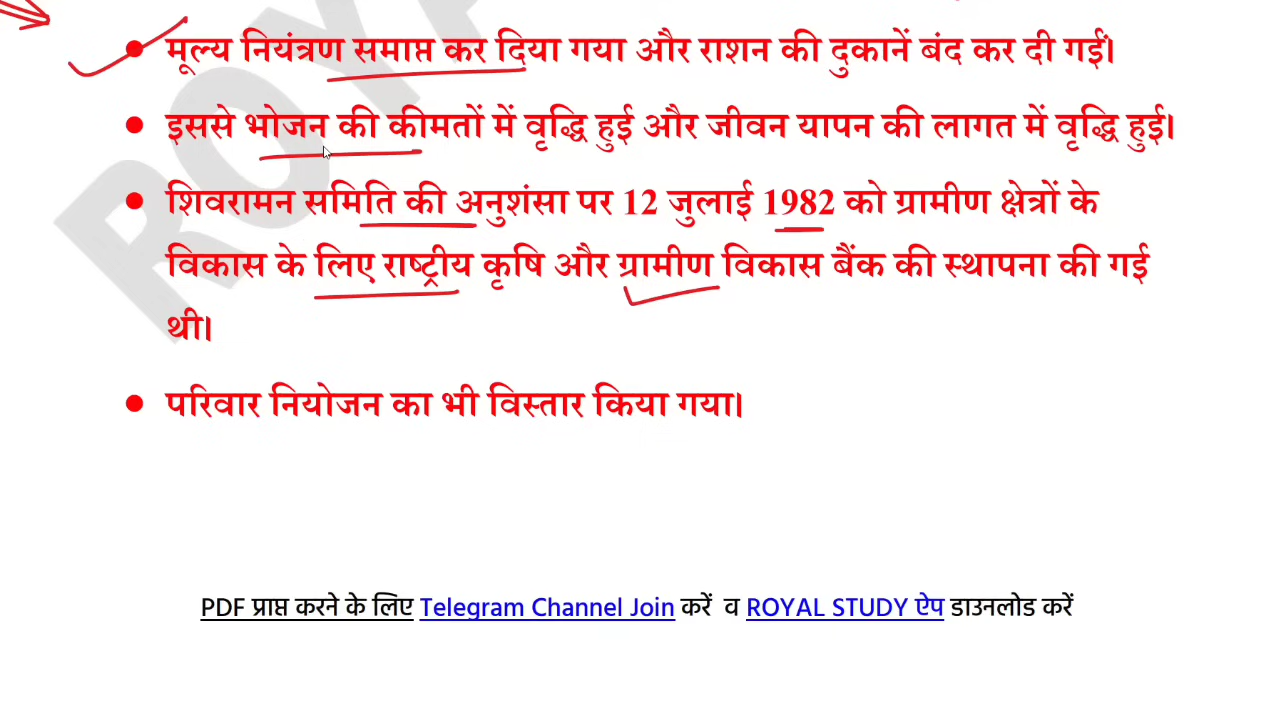 मूल्य नियंत्रण समाप्त कर दिया गया और राशन की दुकानें बंद कर दी गईं।
इससे भोजन की कीमतों में वृद्धि हुई और जीवन यापन की लागत में वृद्धि हुई।
शिवरामन समिति की अनुशंसा पर 12 जुलाई 1982 को ग्रामीण क्षेत्रों के
विकास के लिए राष्ट्रीय कृषि और ग्रामीण विकास बैंक की स्थापना की गई
थी।
परिवार नियोजन का भी विस्तार किया गया।
PDF प्राप्त करने के लिए Telegram Channel Join करें व ROYAL STUDY ऐप डाउनलोड करें
ROYA